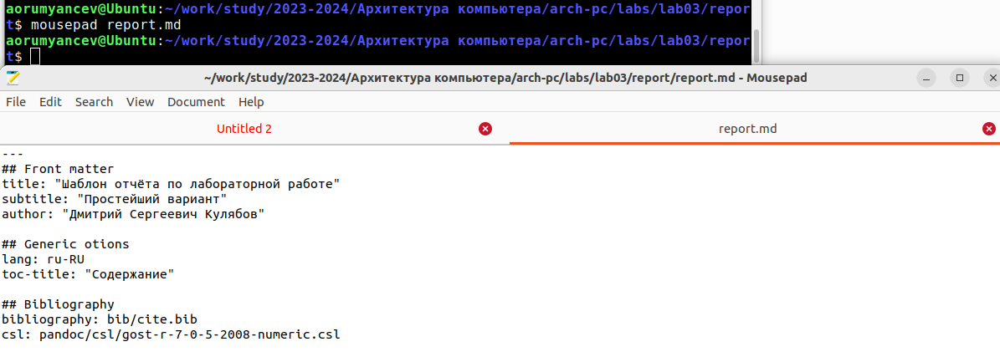 aorumyancev@Ubuntu:~/work/study/2023-2024/Архитектура компьютера/arch-pc/labs/lab03/repor
t$ mousepad report.md
aorumyancev@Ubuntu:~/work/study/2023-2024/Архитектура компьютера/arch-pc/labs/lab03/repor
t$
~/work/study/2023-2024/Архитектура компьютера/arch-pc/labs/lab03/report/report.md - Mousepad
File Edit Search View Document Help
Untitled 2 report.md
---
## Front matter
title: "Шаблон отчёта по лабораторной работе"
subtitle: "Простейший вариант"
author: "Дмитрий Сергеевич Кулябов"
## Generic otions
lang: ru-RU
toc-title: "Содержание"
## Bibliography
bibliography: bib/cite.bib
csl: pandoc/csl/gost-r-7-0-5-2008-numeric.csl